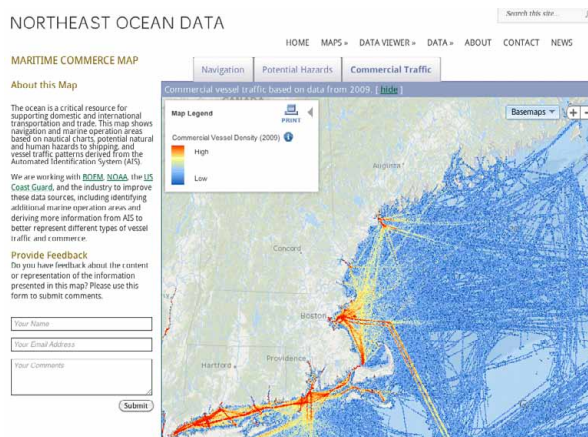 Search this site...
NORTHEAST OCEAN DATA
HOME MAPS » DATA VIEWER » DATA » ABOUT CONTACT NEWS
MARITIME COMMERCE MAP
Navigation Potential Hazards Commercial Traffic
About this Map
Commercial vessel traffic based on data from 2009. [ hide ]
The ocean is a critical resource for
supporting domestic and international
transportation and trade. This map shows
navigation and marine operation areas
based on nautical charts, potential natural
and human hazards to shipping, and
vessel traffic patterns derived from the
Automated Identification System (AIS).
We are working with BOEM, NOAA, the US
Coast Guard, and the industry to improve
these data sources, including identifying
additional marine operation areas and
deriving more information from AIS to
better represent different types of vessel
traffic and commerce.
Provide Feedback
Do you have feedback about the content
or representation of the information
presented in this map? Please use this
form to submit comments.
Your Name
Your Email Address
Your Comments
Submit
Map Legend
PRINT
Commercial Vessel Density (2009)
High
Low
Basemaps
+ -
Augusta
Concord
Boston
Providence
Hartford